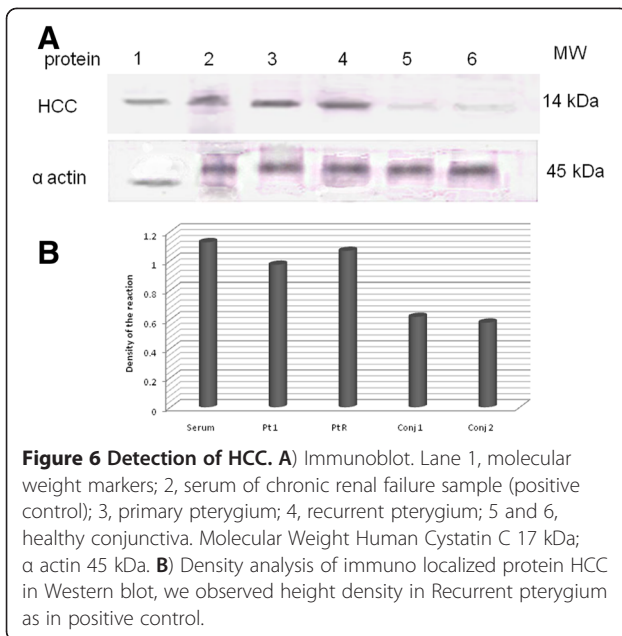 A
protein 1 2 3 4 5 6 MW
HCC 14 kDa
α actin 45 kDa
B
Density of the reaction
1.2
1
0.8
0.6
0.4
0.2
0
Serum Pt1 PtR Conj1 Conj2
Figure 6 Detection of HCC. A) Immunoblot. Lane 1, molecular
weight markers; 2, serum of chronic renal failure sample (positive
control); 3, primary pterygium; 4, recurrent pterygium; 5 and 6,
healthy conjunctiva. Molecular Weight Human Cystatin C 17 kDa;
α actin 45 kDa. B) Density analysis of immuno localized protein HCC
in Western blot, we observed height density in Recurrent pterygium
as in positive control.